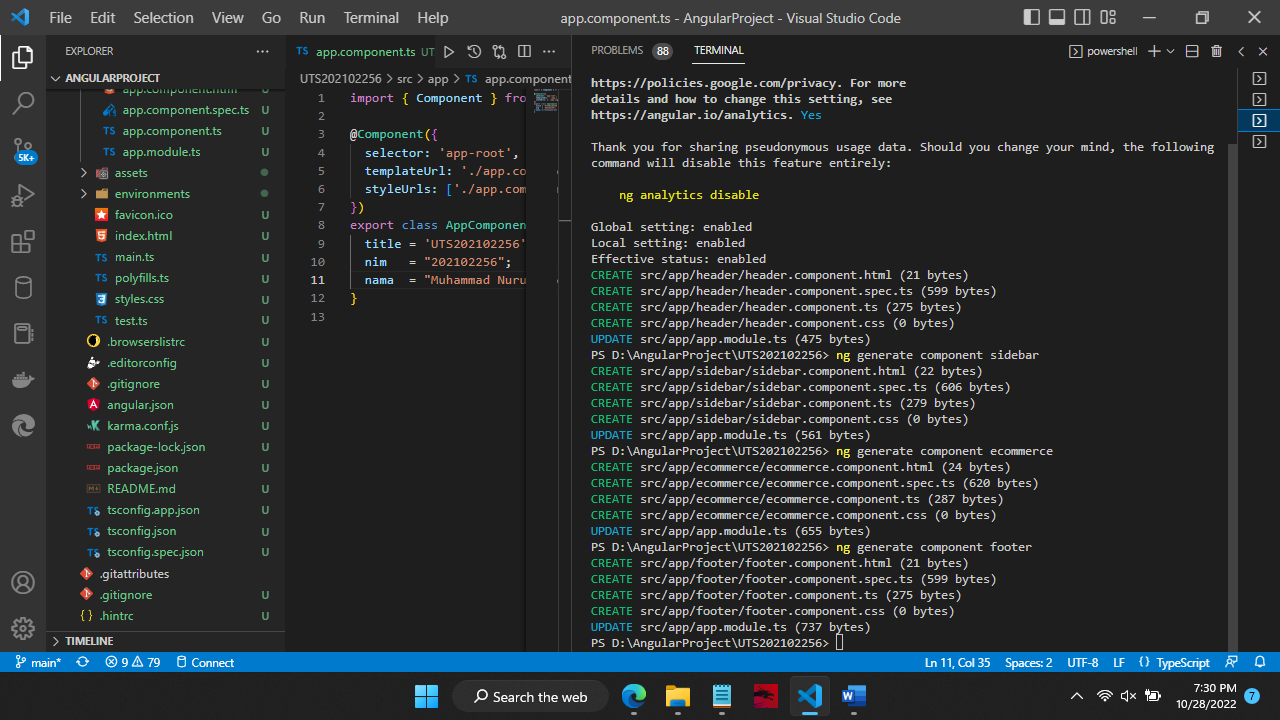 File Edit Selection View Go Run Terminal Help
app.component.ts - AngularProject - Visual Studio Code
EXPLORER
ANGULARPROJECT
app.component.html U
app.component.spec.ts U
app.component.ts U
app.module.ts U
assets
environments
favicon.ico U
index.html U
main.ts U
polyfills.ts U
styles.css U
test.ts U
.browserslistrc U
.editorconfig U
.gitignore U
angular.json U
karma.conf.js U
package-lock.json U
package.json U
README.md U
tsconfig.app.json U
tsconfig.json U
tsconfig.spec.json U
.gitattributes
.gitignore U
.hintrc U
TIMELINE
5K+
TS app.component.ts UT
UTS202102256 > src > app > TS app.component
1 import { Component } fro
2
3 @Component({
4 selector: 'app-root',
5 templateUrl: './app.co
6 styleUrls: ['./app.com
7 })
8 export class AppComponent
9 title = 'UTS202102256'
10 nim = "202102256";
11 nama = "Muhammad Nuru
12 }
13
PROBLEMS 88 TERMINAL
powershell
https://policies.google.com/privacy. For more
details and how to change this setting, see
https://angular.io/analytics. Yes
Thank you for sharing pseudonymous usage data. Should you change your mind, the following
command will disable this feature entirely:
ng analytics disable
Global setting: enabled
Local setting: enabled
Effective status: enabled
CREATE src/app/header/header.component.html (21 bytes)
CREATE src/app/header/header.component.spec.ts (599 bytes)
CREATE src/app/header/header.component.ts (275 bytes)
CREATE src/app/header/header.component.css (0 bytes)
UPDATE src/app/app.module.ts (475 bytes)
PS D:\AngularProject\UTS202102256> ng generate component sidebar
CREATE src/app/sidebar/sidebar.component.html (22 bytes)
CREATE src/app/sidebar/sidebar.component.spec.ts (606 bytes)
CREATE src/app/sidebar/sidebar.component.ts (279 bytes)
CREATE src/app/sidebar/sidebar.component.css (0 bytes)
UPDATE src/app/app.module.ts (561 bytes)
PS D:\AngularProject\UTS202102256> ng generate component ecommerce
CREATE src/app/ecommerce/ecommerce.component.html (24 bytes)
CREATE src/app/ecommerce/ecommerce.component.spec.ts (620 bytes)
CREATE src/app/ecommerce/ecommerce.component.ts (287 bytes)
CREATE src/app/ecommerce/ecommerce.component.css (0 bytes)
UPDATE src/app/app.module.ts (655 bytes)
PS D:\AngularProject\UTS202102256> ng generate component footer
CREATE src/app/footer/footer.component.html (21 bytes)
CREATE src/app/footer/footer.component.spec.ts (599 bytes)
CREATE src/app/footer/footer.component.ts (275 bytes)
CREATE src/app/footer/footer.component.css (0 bytes)
UPDATE src/app/app.module.ts (737 bytes)
PS D:\AngularProject\UTS202102256>
main* 9 79 Connect
Ln 11, Col 35 Spaces: 2 UTF-8 LF {} TypeScript
Search the web
7:30 PM
10/28/2022
7